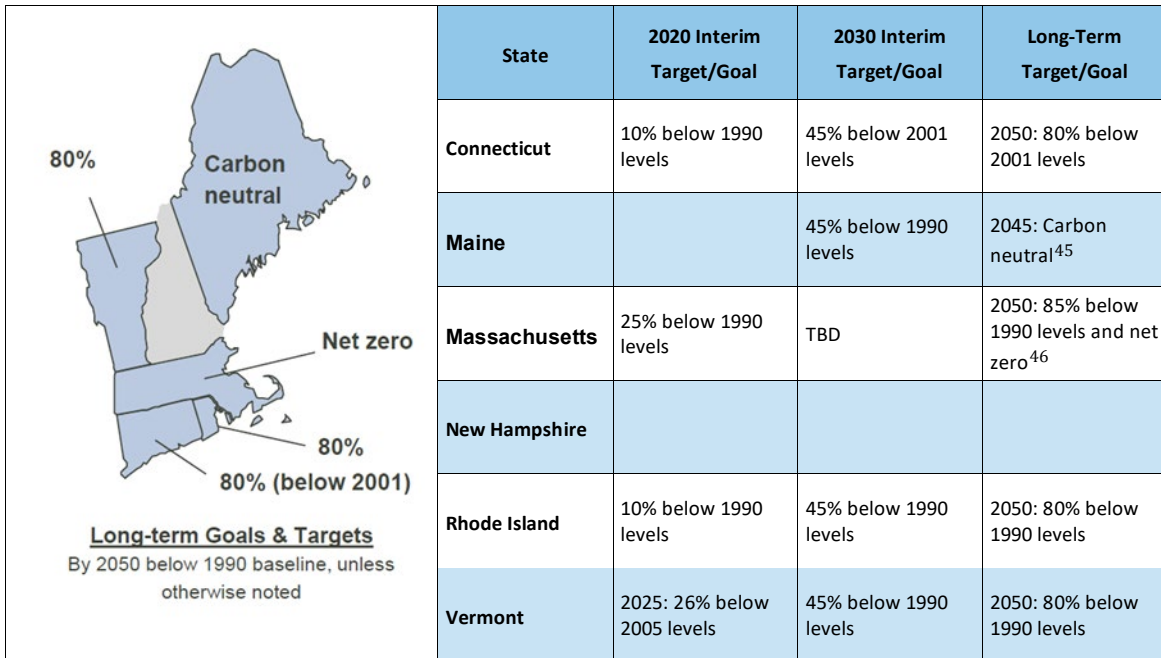 80%
Carbon
neutral
Net zero
80%
80% (below 2001)
Long-term Goals & Targets
By 2050 below 1990 baseline, unless
otherwise noted
State
2020 Interim
Target/Goal
2030 Interim
Target/Goal
Long-Term
Target/Goal
Connecticut
10% below 1990
levels
45% below 2001
levels
2050: 80% below
2001 levels
Maine
45% below 1990
levels
2045: Carbon
neutral45
Massachusetts
25% below 1990
levels
TBD
2050: 85% below
1990 levels and net
zero46
New Hampshire
Rhode Island
10% below 1990
levels
45% below 1990
levels
2050: 80% below
1990 levels
Vermont
2025: 26% below
2005 levels
45% below 1990
levels
2050: 80% below
1990 levels